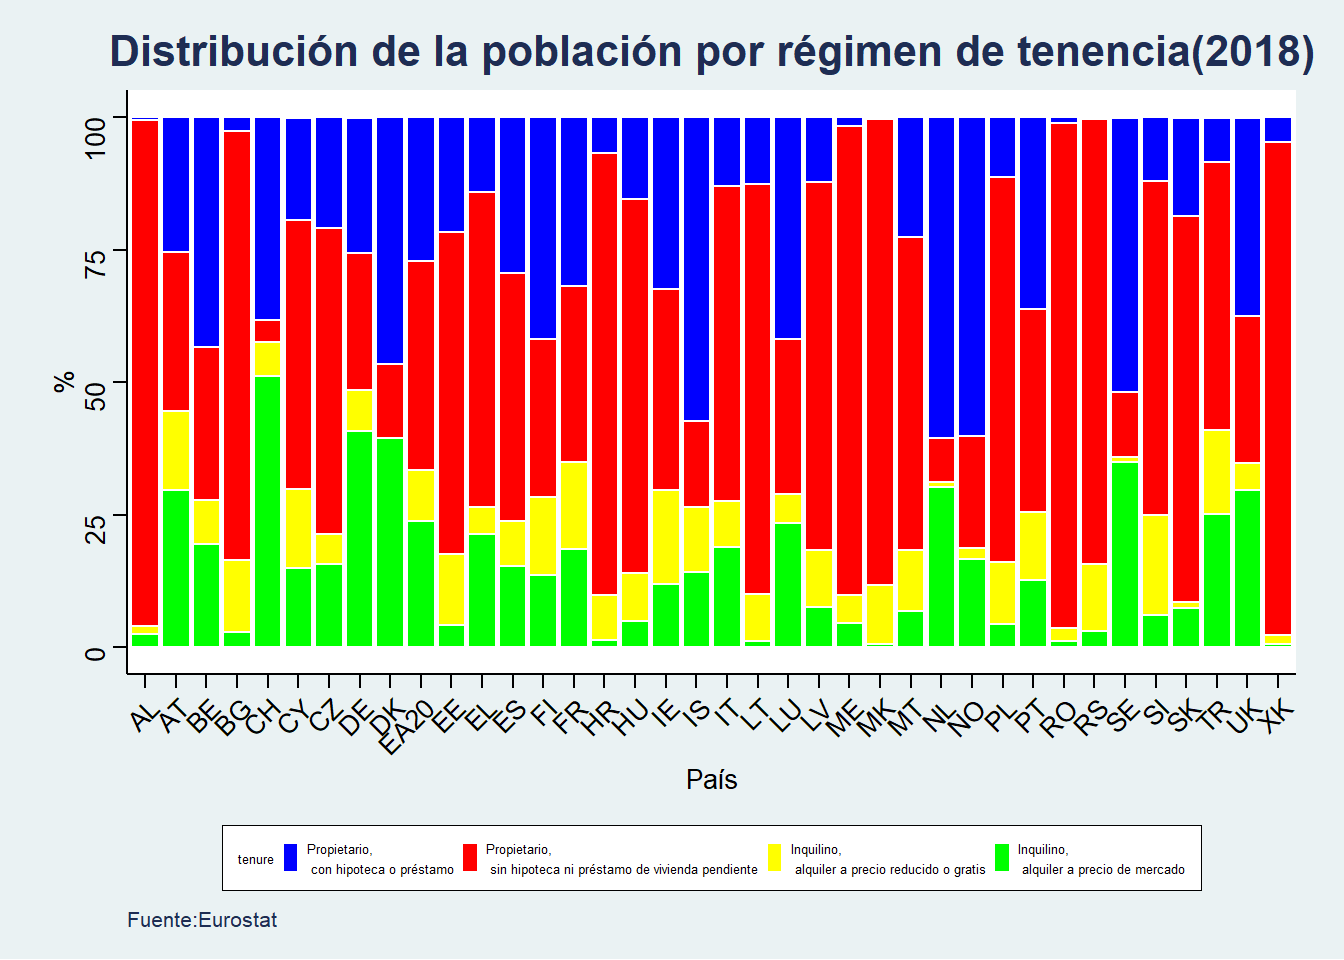 Distribución de la población por régimen de tenencia(2018)
%
100
75
50
25
0
AL AT BE BG CH CY CZ DE DK EA20 EE EL ES FI FR HR HU IE IS IT LT LU LV ME MK MT NL NO PL PT RO RS SE SI SK TR UK XK
País
tenure
Propietario,
con hipoteca o préstamo
Propietario,
sin hipoteca ni préstamo de vivienda pendiente
Inquilino,
alquiler a precio reducido o gratis
Inquilino,
alquiler a precio de mercado
Fuente:Eurostat